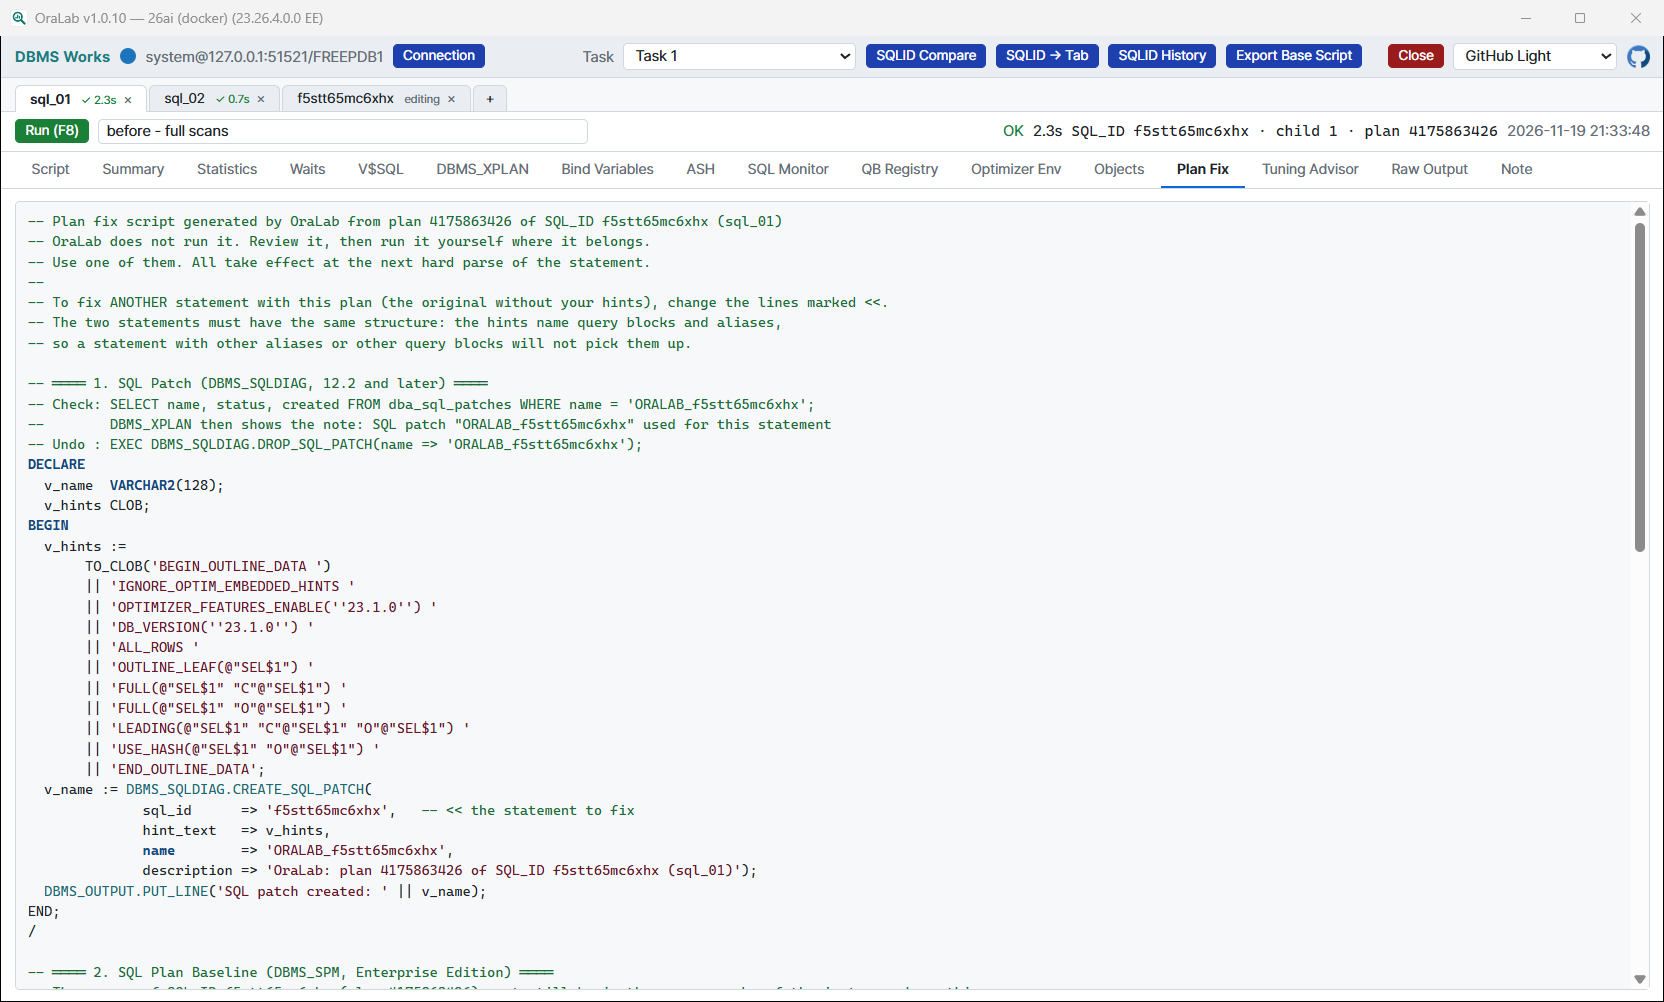 OraLab v1.0.10 — 26ai (docker) (23.26.4.0.0 EE)
DBMS Works system@127.0.0.1:51521/FREEPDB1 Connection Task Task 1 SQLID Compare SQLID → Tab SQLID History Export Base Script Close GitHub Light
sql_01 ✓ 2.3s × sql_02 ✓ 0.7s × f5stt65mc6xhx editing × +
Run (F8) before - full scans OK 2.3s SQL_ID f5stt65mc6xhx · child 1 · plan 4175863426 2026-11-19 21:33:48
Script Summary Statistics Waits V$SQL DBMS_XPLAN Bind Variables ASH SQL Monitor QB Registry Optimizer Env Objects Plan Fix Tuning Advisor Raw Output Note
-- Plan fix script generated by OraLab from plan 4175863426 of SQL_ID f5stt65mc6xhx (sql_01)
-- OraLab does not run it. Review it, then run it yourself where it belongs.
-- Use one of them. All take effect at the next hard parse of the statement.
--
-- To fix ANOTHER statement with this plan (the original without your hints), change the lines marked <<.
-- The two statements must have the same structure: the hints name query blocks and aliases,
-- so a statement with other aliases or other query blocks will not pick them up.
-- ════ 1. SQL Patch (DBMS_SQLDIAG, 12.2 and later) ════
-- Check: SELECT name, status, created FROM dba_sql_patches WHERE name = 'ORALAB_f5stt65mc6xhx';
--        DBMS_XPLAN then shows the note: SQL patch "ORALAB_f5stt65mc6xhx" used for this statement
-- Undo : EXEC DBMS_SQLDIAG.DROP_SQL_PATCH(name => 'ORALAB_f5stt65mc6xhx');
DECLARE
  v_name  VARCHAR2(128);
  v_hints CLOB;
BEGIN
  v_hints :=
       TO_CLOB('BEGIN_OUTLINE_DATA ')
       || 'IGNORE_OPTIM_EMBEDDED_HINTS '
       || 'OPTIMIZER_FEATURES_ENABLE(''23.1.0'') '
       || 'DB_VERSION(''23.1.0'') '
       || 'ALL_ROWS '
       || 'OUTLINE_LEAF(@"SEL$1") '
       || 'FULL(@"SEL$1" "C"@"SEL$1") '
       || 'FULL(@"SEL$1" "O"@"SEL$1") '
       || 'LEADING(@"SEL$1" "C"@"SEL$1" "O"@"SEL$1") '
       || 'USE_HASH(@"SEL$1" "O"@"SEL$1") '
       || 'END_OUTLINE_DATA';
  v_name := DBMS_SQLDIAG.CREATE_SQL_PATCH(
              sql_id      => 'f5stt65mc6xhx',   -- << the statement to fix
              hint_text   => v_hints,
              name        => 'ORALAB_f5stt65mc6xhx',
              description => 'OraLab: plan 4175863426 of SQL_ID f5stt65mc6xhx (sql_01)');
  DBMS_OUTPUT.PUT_LINE('SQL patch created: ' || v_name);
END;
/
-- ════ 2. SQL Plan Baseline (DBMS_SPM, Enterprise Edition) ════